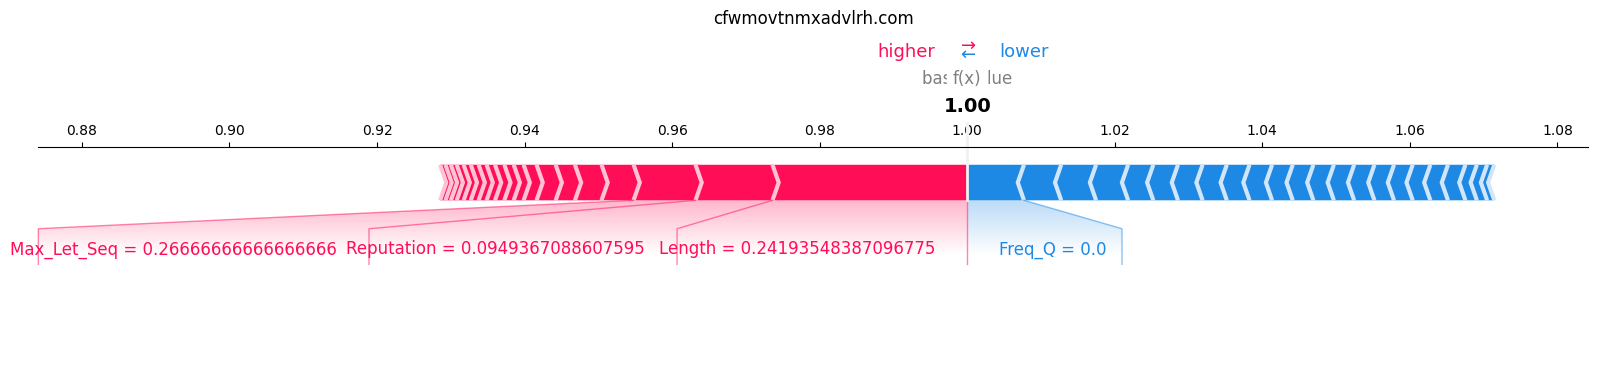 cfwmovtnmxadvlrh.com
higher ⇄ lower
bas f(x) lue
1.00
0.88 0.90 0.92 0.94 0.96 0.98 1.00 1.02 1.04 1.06 1.08
Max_Let_Seq = 0.26666666666666666 Reputation = 0.0949367088607595 Length = 0.24193548387096775 Freq_Q = 0.0